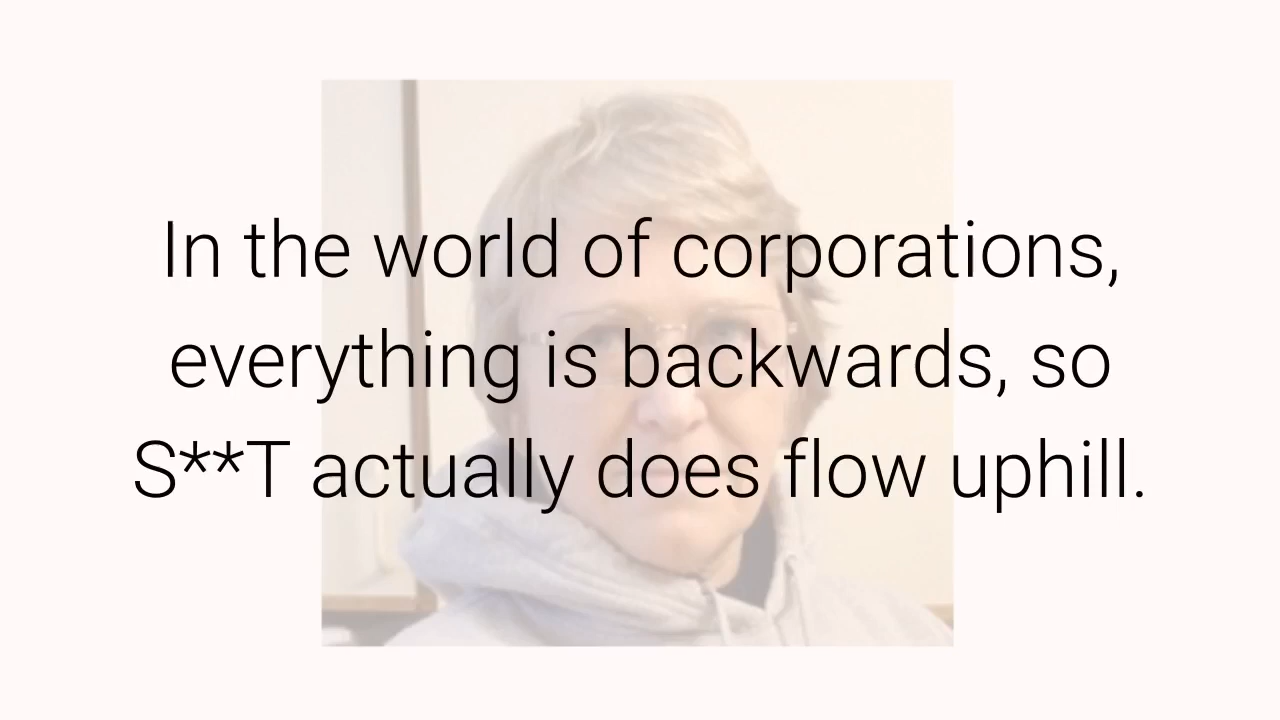 In the world of corporations,
everything is backwards, so
S**T actually does flow uphill.